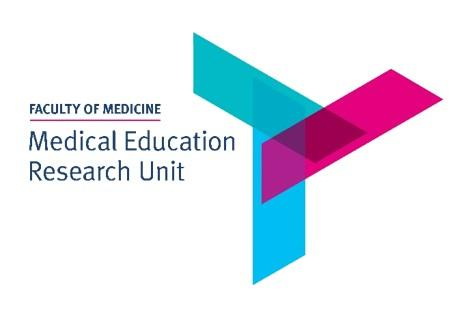 FACULTY OF MEDICINE
Medical Education
Research Unit